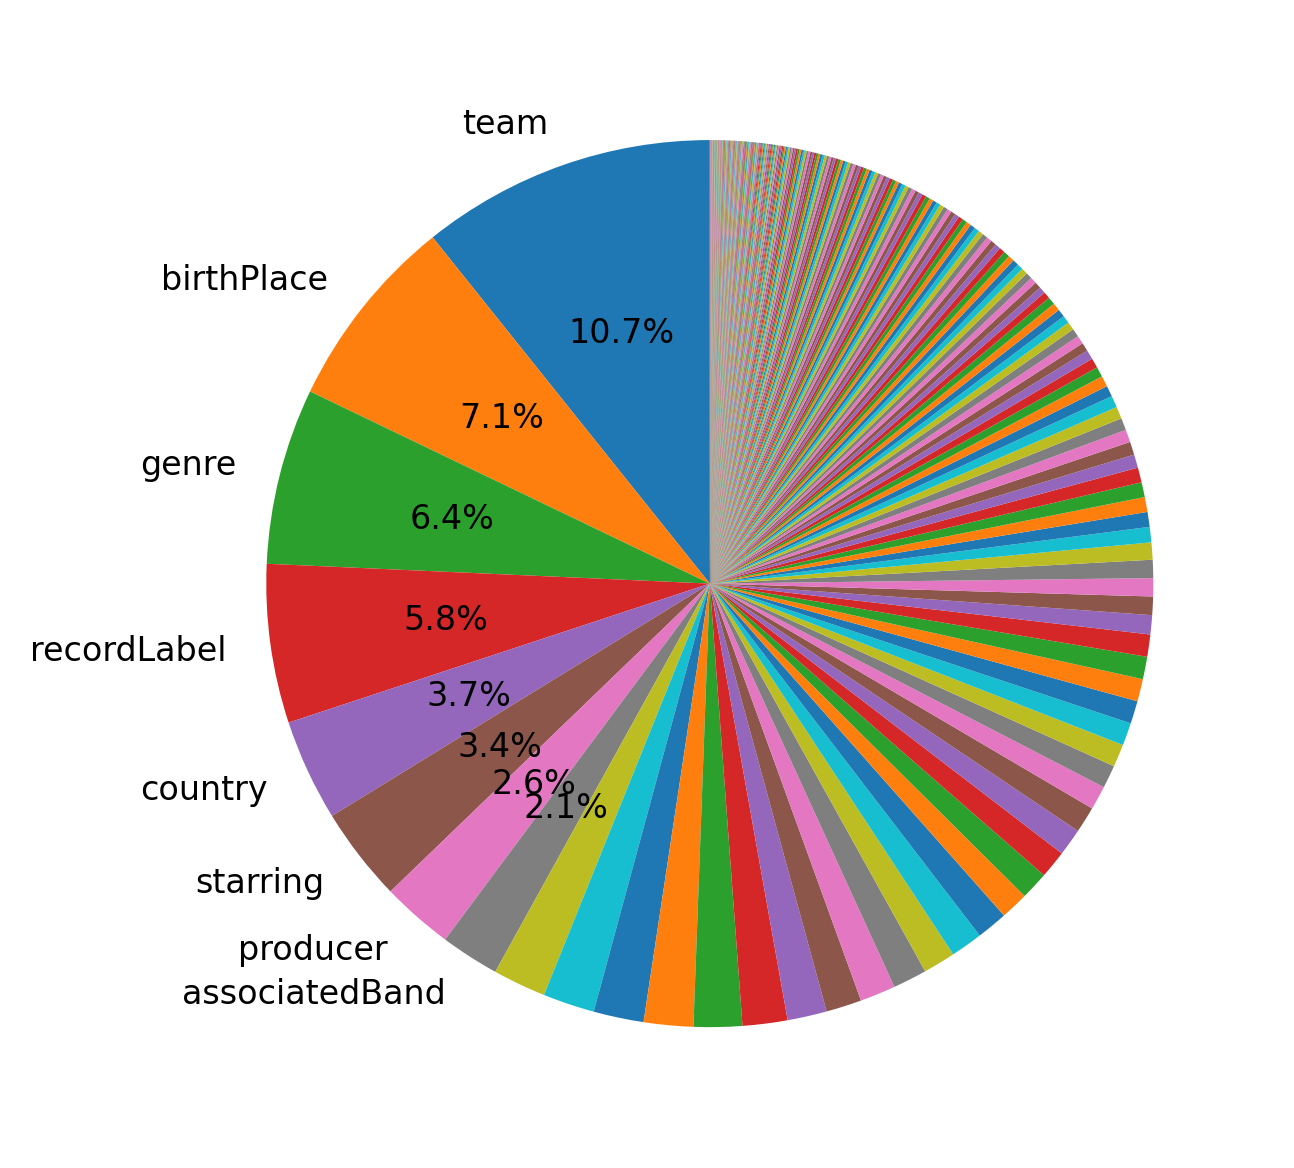 team
birthPlace
10.7%
7.1%
genre
6.4%
5.8%
recordLabel
3.7%
3.4%
2.6%
country
2.1%
starring
producer
associatedBand